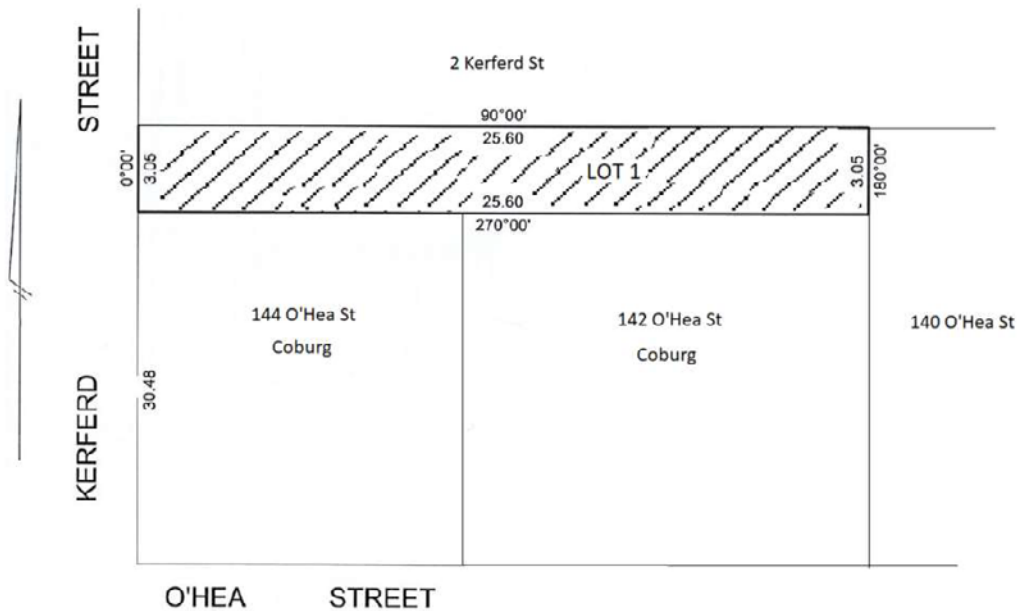 STREET
2 Kerferd St
90°00'
25.60
0°00'
3.05
LOT 1
3.05
180°00'
25.60
270°00'
144 O'Hea St
Coburg
142 O'Hea St
Coburg
140 O'Hea St
30.48
KERFERD
O'HEA STREET